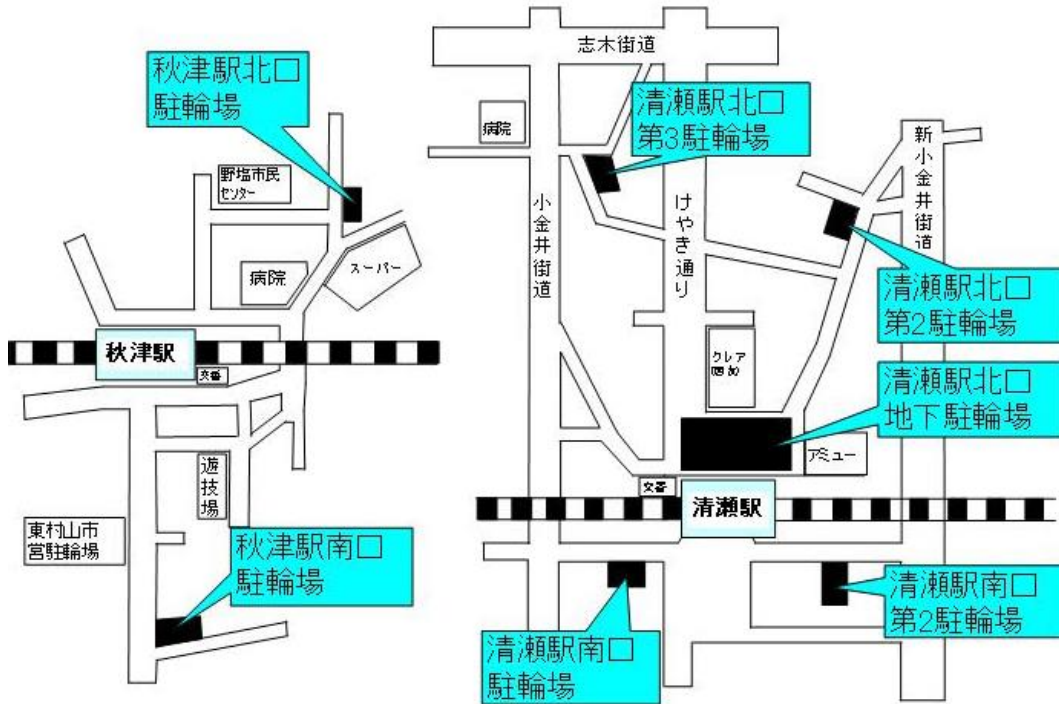 秋津駅北口
駐輪場
野塩市民
センター
病院
スーパー
秋津駅
交番
遊技場
東村山市
営駐輪場
秋津駅南口
駐輪場
志木街道
病院
清瀬駅北口
第3駐輪場
小金井街道
けやき通り
新小金井街道
清瀬駅北口
第2駐輪場
クレア
清瀬駅北口
地下駐輪場
アミュー
交番
清瀬駅
清瀬駅南口
駐輪場
清瀬駅南口
第2駐輪場